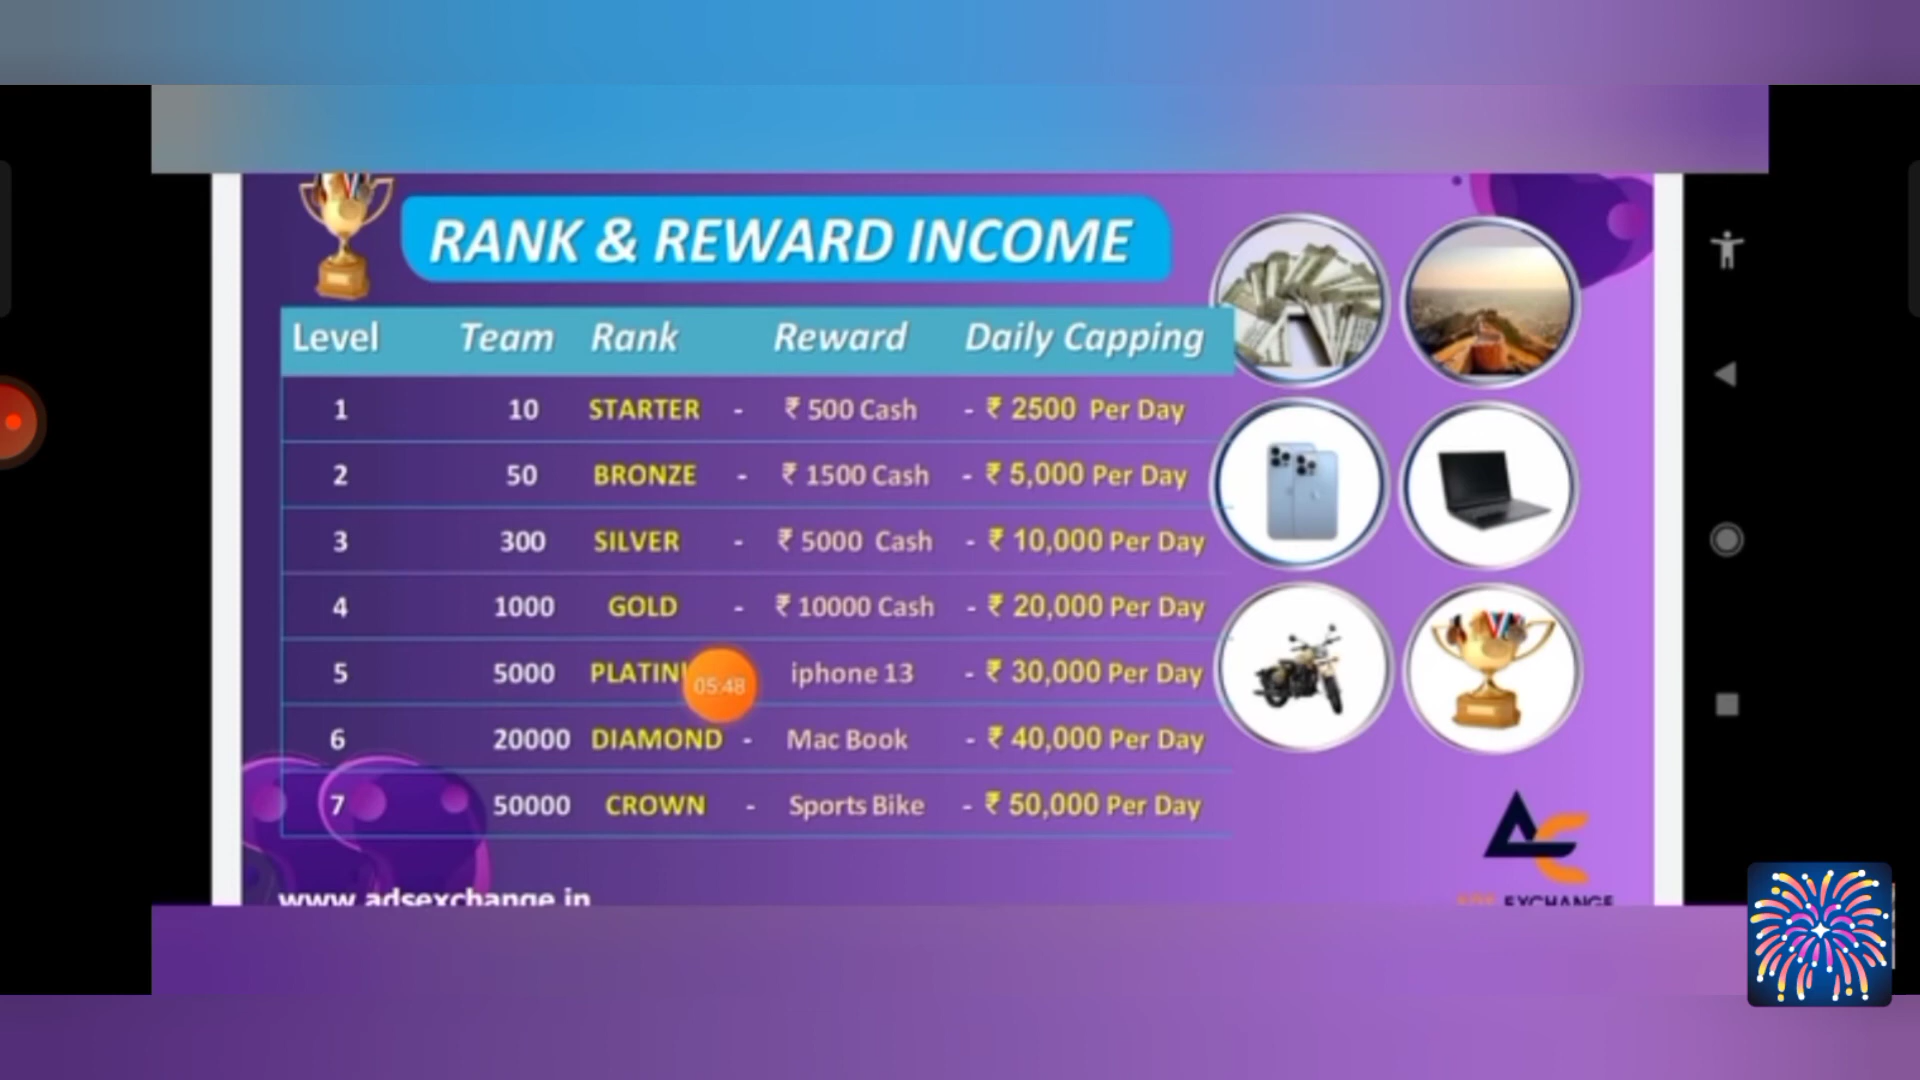 RANK & REWARD INCOME
Level Team Rank Reward Daily Capping
1 10 STARTER - ₹ 500 Cash - ₹ 2500 Per Day
2 50 BRONZE - ₹ 1500 Cash - ₹ 5,000 Per Day
3 300 SILVER - ₹ 5000 Cash - ₹ 10,000 Per Day
4 1000 GOLD - ₹ 10000 Cash - ₹ 20,000 Per Day
5 5000 iphone 13 - ₹ 30,000 Per Day
05:48
6 20000 DIAMOND - Mac Book - ₹ 40,000 Per Day
7 50000 CROWN - Sports Bike - ₹ 50,000 Per Day
www.adsexchange.in
EXCHANGE